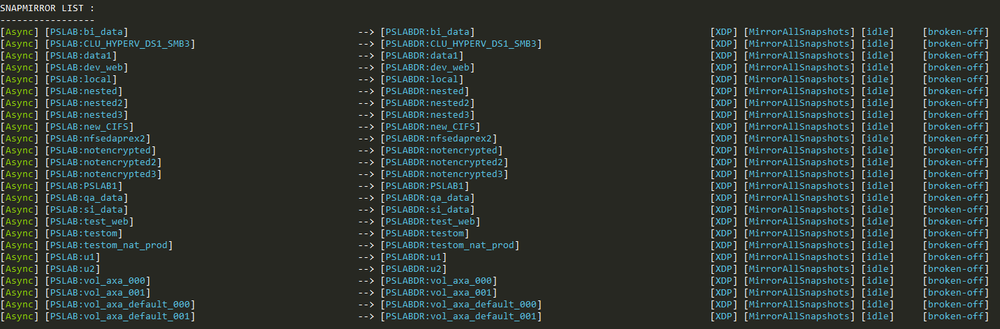 SNAPMIRROR LIST :
-----------------
[Async] [PSLAB:bi_data] --> [PSLABDR:bi_data] [XDP] [MirrorAllSnapshots] [idle] [broken-off]
[Async] [PSLAB:CLU_HYPERV_DS1_SMB3] --> [PSLABDR:CLU_HYPERV_DS1_SMB3] [XDP] [MirrorAllSnapshots] [idle] [broken-off]
[Async] [PSLAB:data1] --> [PSLABDR:data1] [XDP] [MirrorAllSnapshots] [idle] [broken-off]
[Async] [PSLAB:dev_web] --> [PSLABDR:dev_web] [XDP] [MirrorAllSnapshots] [idle] [broken-off]
[Async] [PSLAB:local] --> [PSLABDR:local] [XDP] [MirrorAllSnapshots] [idle] [broken-off]
[Async] [PSLAB:nested] --> [PSLABDR:nested] [XDP] [MirrorAllSnapshots] [idle] [broken-off]
[Async] [PSLAB:nested2] --> [PSLABDR:nested2] [XDP] [MirrorAllSnapshots] [idle] [broken-off]
[Async] [PSLAB:nested3] --> [PSLABDR:nested3] [XDP] [MirrorAllSnapshots] [idle] [broken-off]
[Async] [PSLAB:new_CIFS] --> [PSLABDR:new_CIFS] [XDP] [MirrorAllSnapshots] [idle] [broken-off]
[Async] [PSLAB:nfsedaprex2] --> [PSLABDR:nfsedaprex2] [XDP] [MirrorAllSnapshots] [idle] [broken-off]
[Async] [PSLAB:notencrypted] --> [PSLABDR:notencrypted] [XDP] [MirrorAllSnapshots] [idle] [broken-off]
[Async] [PSLAB:notencrypted2] --> [PSLABDR:notencrypted2] [XDP] [MirrorAllSnapshots] [idle] [broken-off]
[Async] [PSLAB:notencrypted3] --> [PSLABDR:notencrypted3] [XDP] [MirrorAllSnapshots] [idle] [broken-off]
[Async] [PSLAB:PSLAB1] --> [PSLABDR:PSLAB1] [XDP] [MirrorAllSnapshots] [idle] [broken-off]
[Async] [PSLAB:qa_data] --> [PSLABDR:qa_data] [XDP] [MirrorAllSnapshots] [idle] [broken-off]
[Async] [PSLAB:si_data] --> [PSLABDR:si_data] [XDP] [MirrorAllSnapshots] [idle] [broken-off]
[Async] [PSLAB:test_web] --> [PSLABDR:test_web] [XDP] [MirrorAllSnapshots] [idle] [broken-off]
[Async] [PSLAB:testom] --> [PSLABDR:testom] [XDP] [MirrorAllSnapshots] [idle] [broken-off]
[Async] [PSLAB:testom_nat_prod] --> [PSLABDR:testom_nat_prod] [XDP] [MirrorAllSnapshots] [idle] [broken-off]
[Async] [PSLAB:u1] --> [PSLABDR:u1] [XDP] [MirrorAllSnapshots] [idle] [broken-off]
[Async] [PSLAB:u2] --> [PSLABDR:u2] [XDP] [MirrorAllSnapshots] [idle] [broken-off]
[Async] [PSLAB:vol_axa_000] --> [PSLABDR:vol_axa_000] [XDP] [MirrorAllSnapshots] [idle] [broken-off]
[Async] [PSLAB:vol_axa_001] --> [PSLABDR:vol_axa_001] [XDP] [MirrorAllSnapshots] [idle] [broken-off]
[Async] [PSLAB:vol_axa_default_000] --> [PSLABDR:vol_axa_default_000] [XDP] [MirrorAllSnapshots] [idle] [broken-off]
[Async] [PSLAB:vol_axa_default_001] --> [PSLABDR:vol_axa_default_001] [XDP] [MirrorAllSnapshots] [idle] [broken-off]